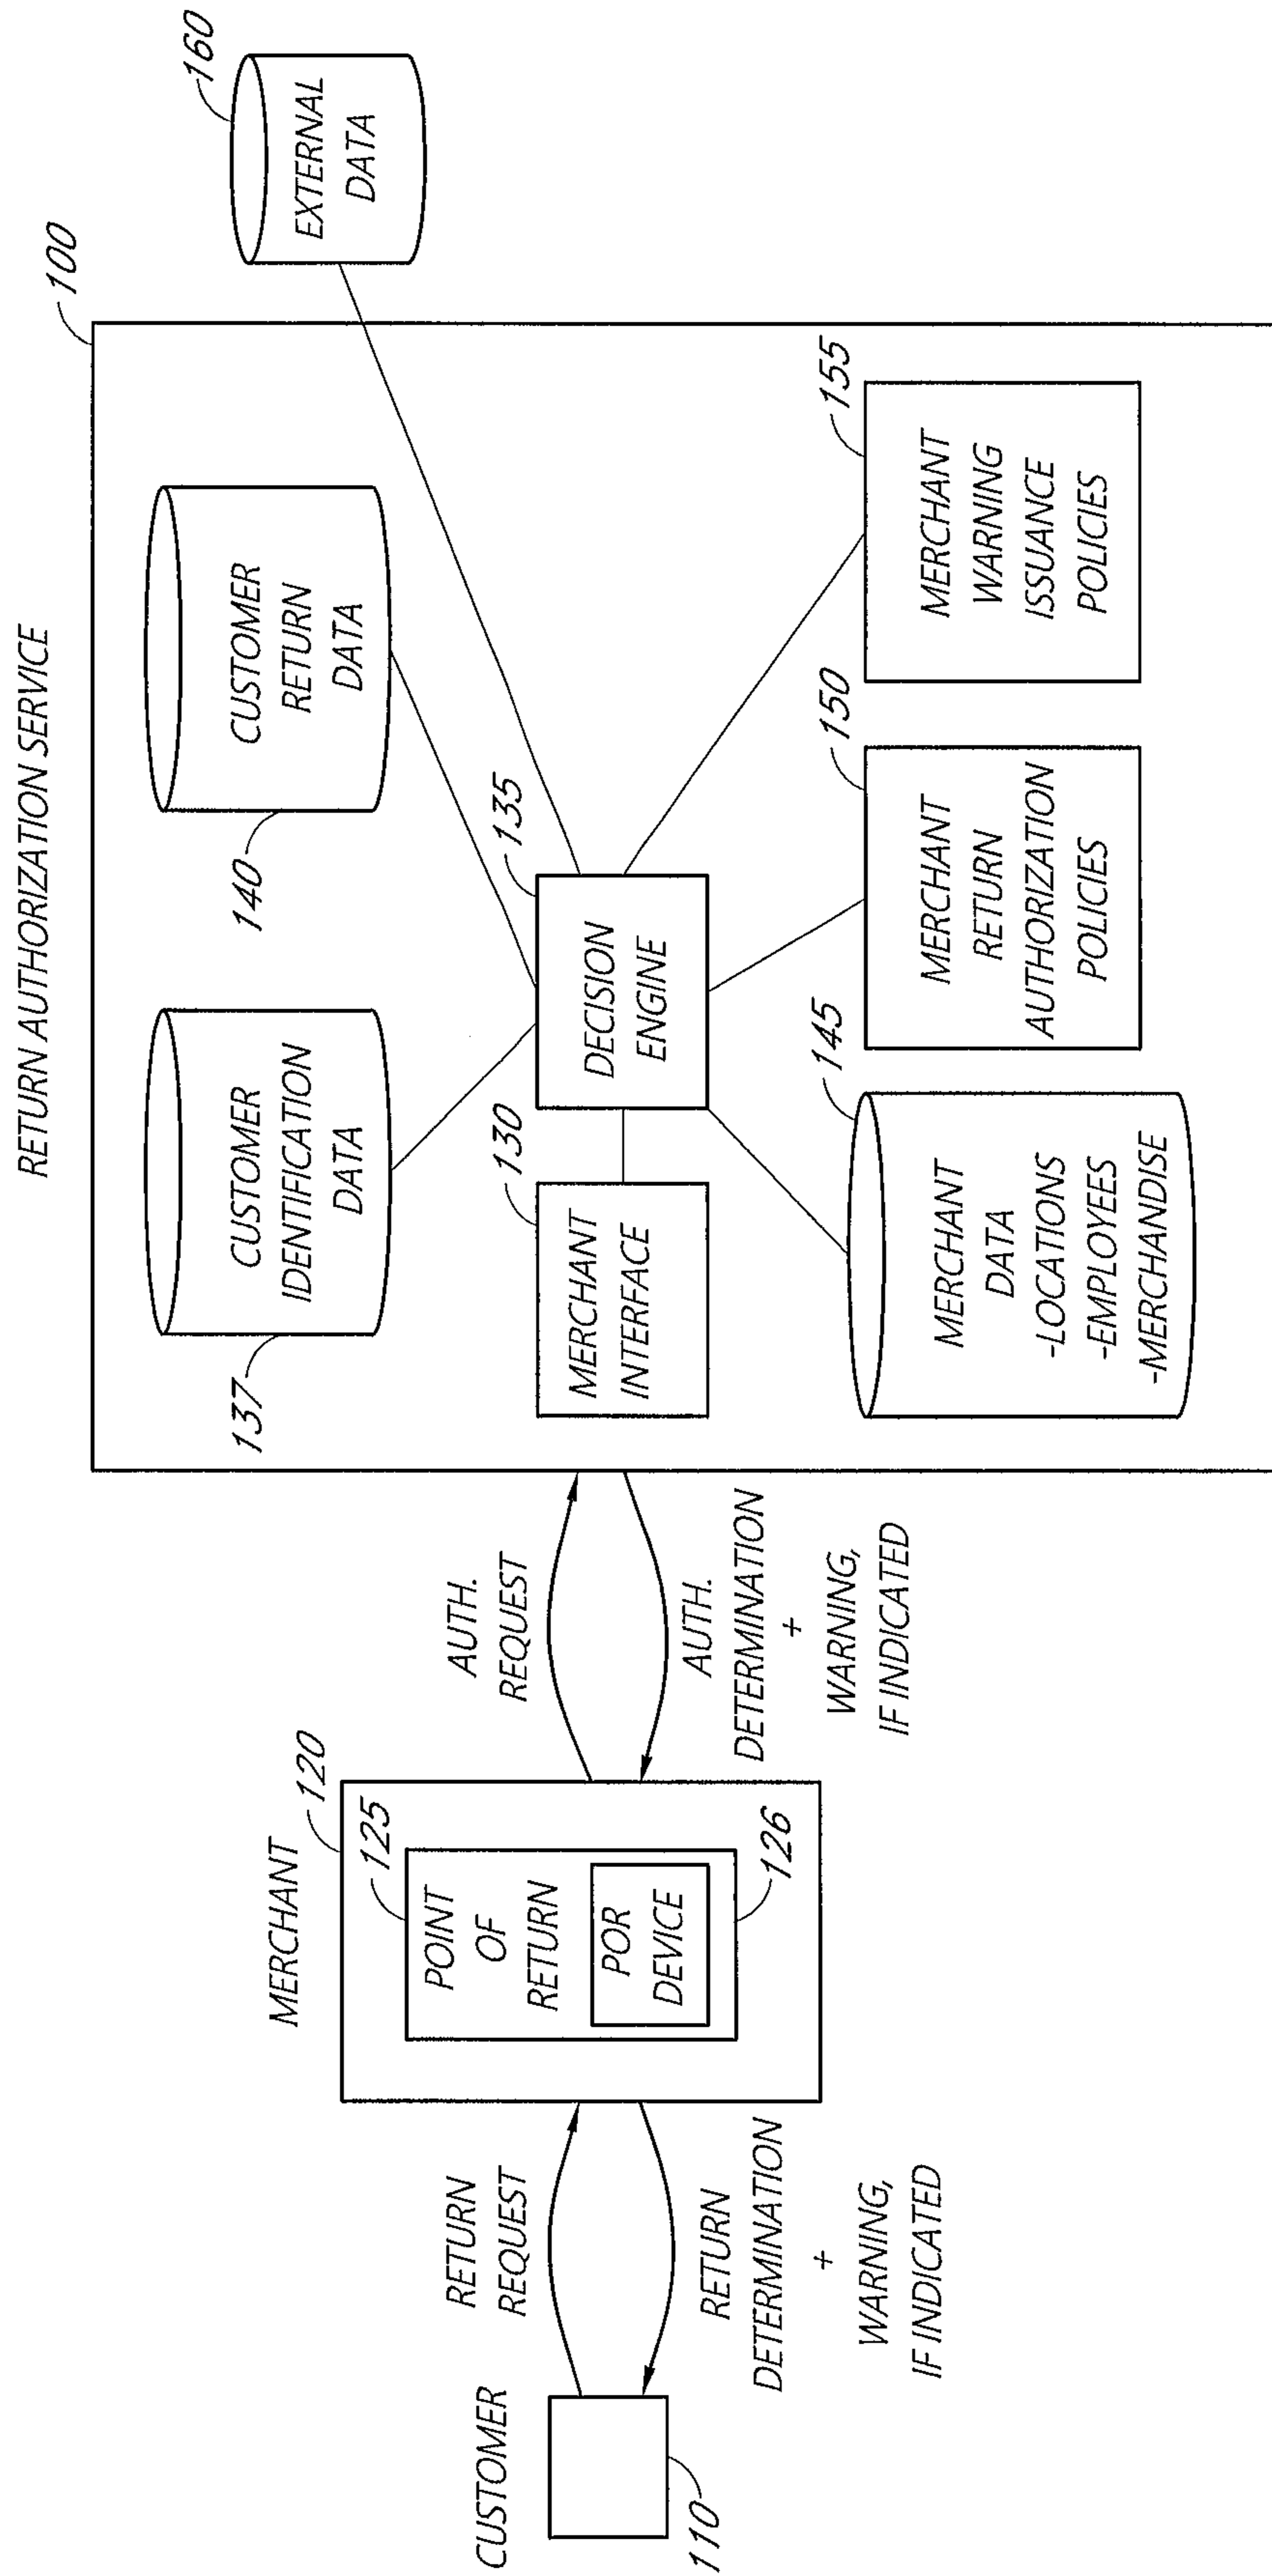 RETURN AUTHORIZATION SERVICE
100
160
EXTERNAL
DATA
CUSTOMER
IDENTIFICATION
DATA
137
CUSTOMER
RETURN
DATA
140
130
MERCHANT
INTERFACE
135
DECISION
ENGINE
145
MERCHANT
DATA
-LOCATIONS
-EMPLOYEES
-MERCHANDISE
150
MERCHANT
RETURN
AUTHORIZATION
POLICIES
155
MERCHANT
WARNING
ISSUANCE
POLICIES
AUTH.
REQUEST
AUTH.
DETERMINATION
+
WARNING,
IF INDICATED
MERCHANT
120
125
POINT
OF
RETURN
POR
DEVICE
126
RETURN
REQUEST
RETURN
DETERMINATION
+
WARNING,
IF INDICATED
CUSTOMER
110